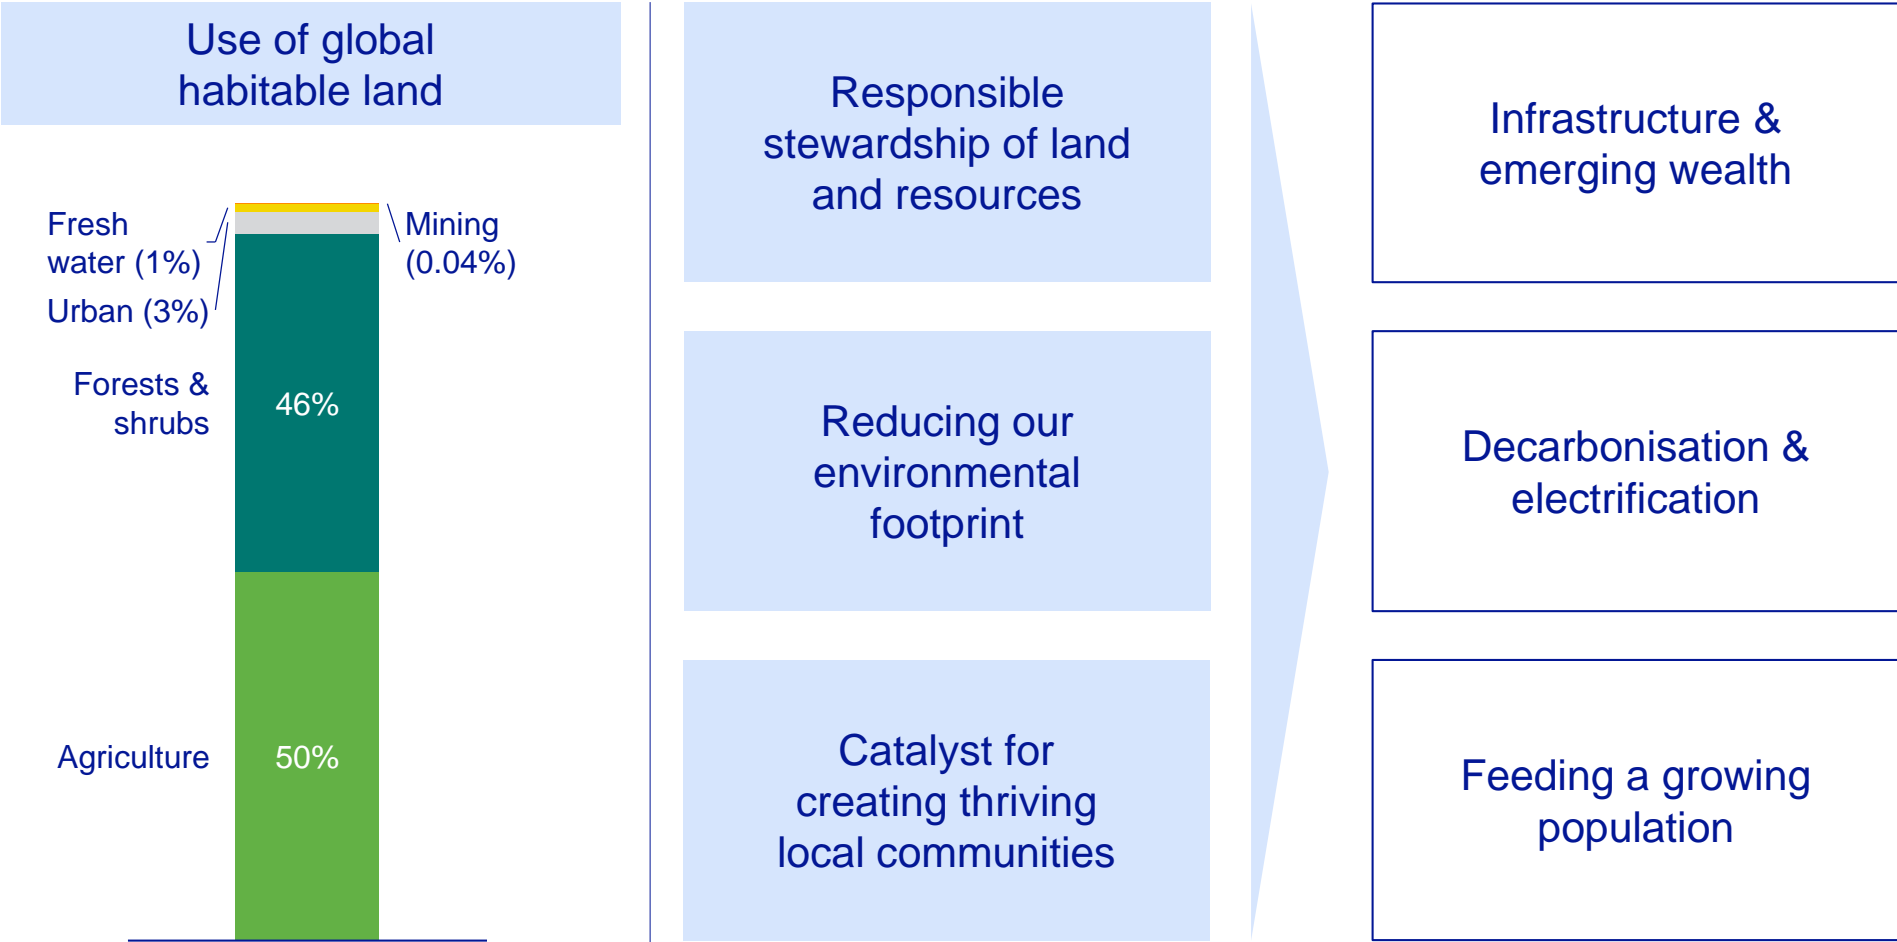 Use of global
habitable land
Fresh
water (1%)
Mining
(0.04%)
Urban (3%)
Forests &
shrubs
46%
Agriculture
50%
Responsible
stewardship of land
and resources
Reducing our
environmental
footprint
Catalyst for
creating thriving
local communities
Infrastructure &
emerging wealth
Decarbonisation &
electrification
Feeding a growing
population